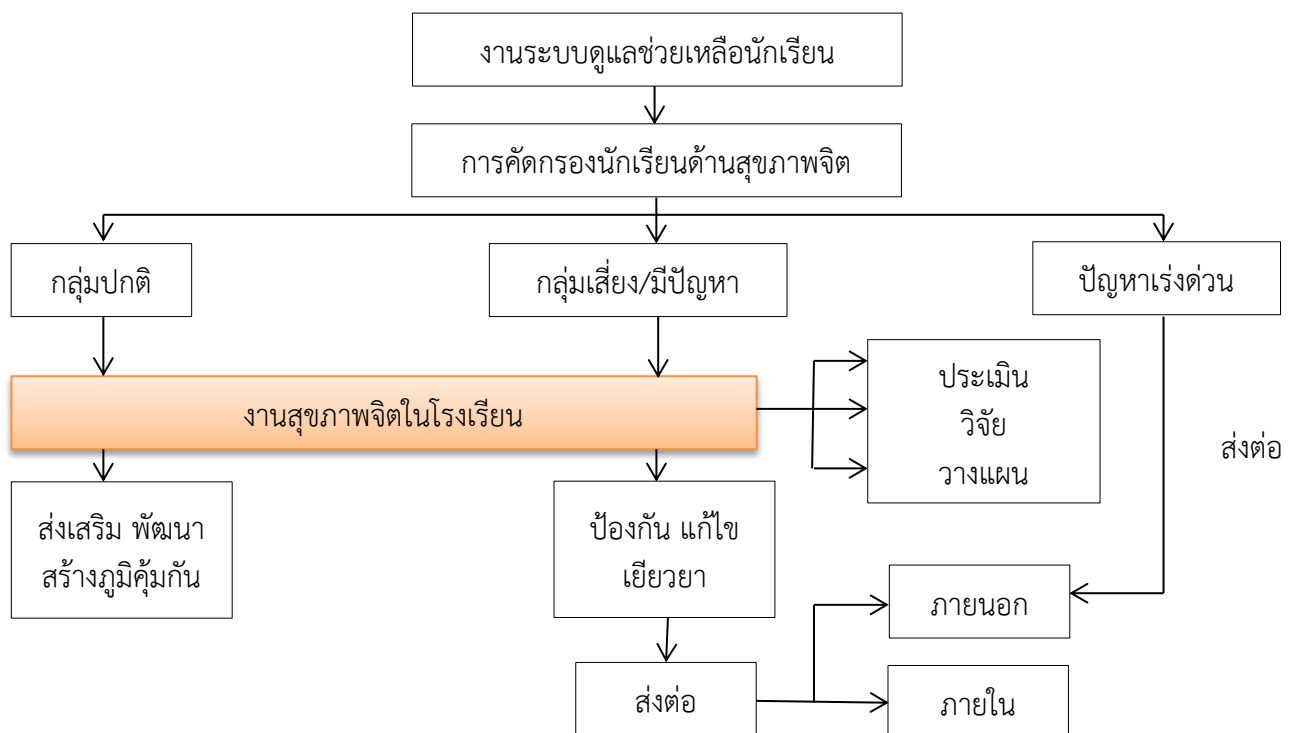 งานระบบดูแลช่วยเหลือนักเรียน
การคัดกรองนักเรียนด้านสุขภาพจิต
กลุ่มปกติ
กลุ่มเสี่ยง/มีปัญหา
ปัญหาเร่งด่วน
งานสุขภาพจิตในโรงเรียน
ประเมิน
วิจัย
วางแผน
ส่งต่อ
ส่งเสริม พัฒนา
สร้างภูมิคุ้มกัน
ป้องกัน แก้ไข
เยียวยา
ภายนอก
ส่งต่อ
ภายใน